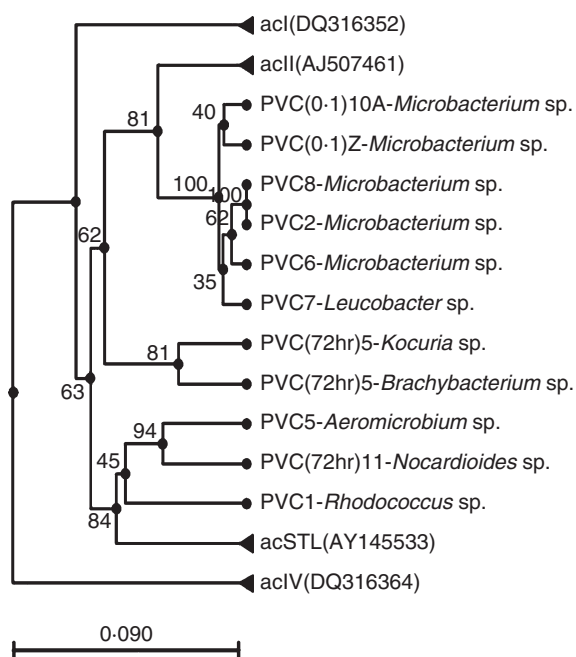 acI(DQ316352)
acII(AJ507461)
81
PVC(0·1)10A-Microbacterium sp.
40
PVC(0·1)Z-Microbacterium sp.
100
PVC8-Microbacterium sp.
100
PVC2-Microbacterium sp.
62
62
PVC6-Microbacterium sp.
35
PVC7-Leucobacter sp.
PVC(72hr)5-Kocuria sp.
81
PVC(72hr)5-Brachybacterium sp.
63
PVC5-Aeromicrobium sp.
94
PVC(72hr)11-Nocardioides sp.
45
PVC1-Rhodococcus sp.
84
acSTL(AY145533)
acIV(DQ316364)
0·090